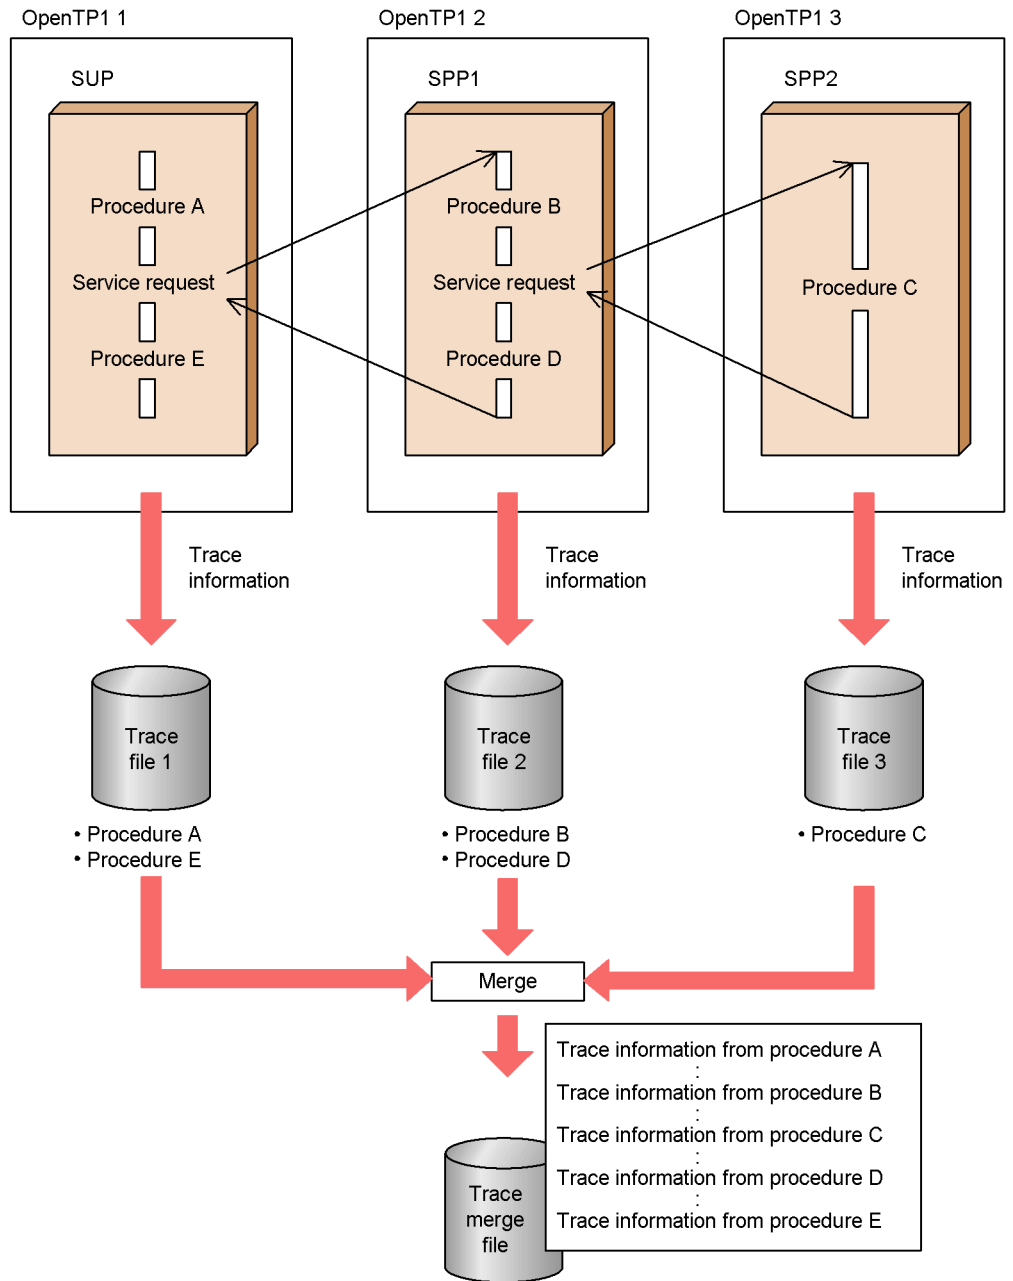 OpenTP1 1
OpenTP1 2
OpenTP1 3
SUP
SPP1
SPP2
Procedure A
Service request
Procedure E
Procedure B
Service request
Procedure D
Procedure C
Trace
information
Trace
information
Trace
information
Trace
file 1
Trace
file 2
Trace
file 3
• Procedure A
• Procedure E
• Procedure B
• Procedure D
• Procedure C
Merge
Trace information from procedure A
:
Trace information from procedure B
:
Trace information from procedure C
:
Trace information from procedure D
:
Trace information from procedure E
Trace
merge
file